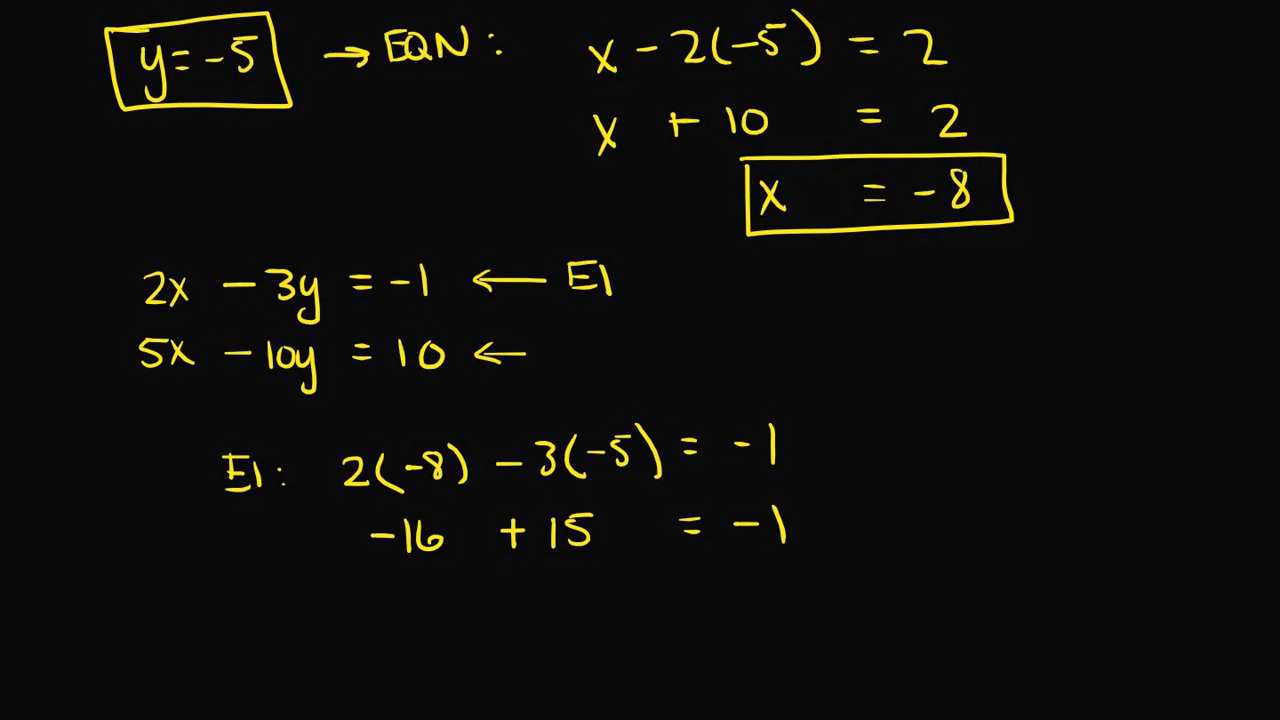 y = -5 → EQN: x - 2(-5) = 2
x + 10 = 2
x = -8
2x - 3y = -1 ← E1
5x - 10y = 10 ←
E1: 2(-8) - 3(-5) = -1
-16 + 15 = -1